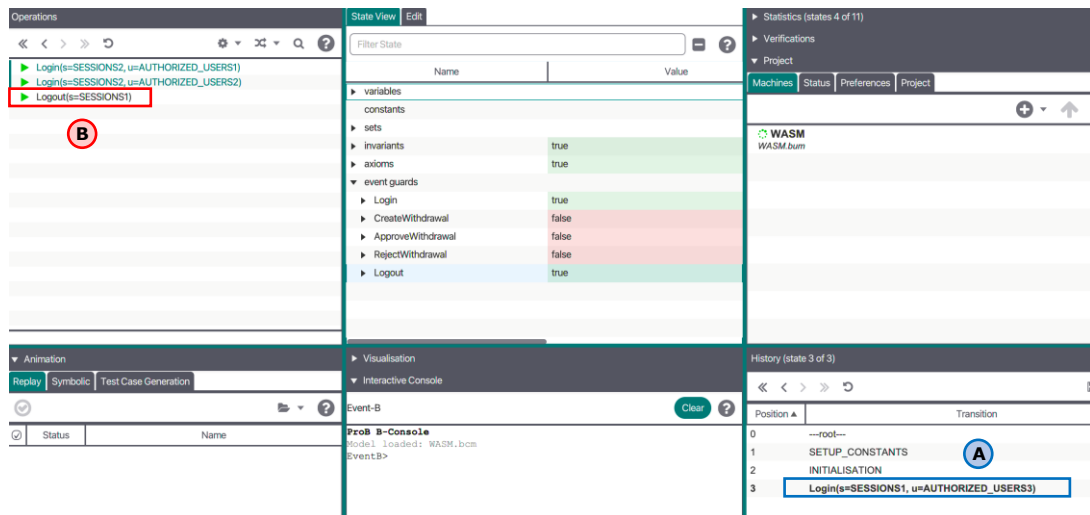 Operations
Login(s=SESSIONS2, u=AUTHORIZED_USERS1)
Login(s=SESSIONS2, u=AUTHORIZED_USERS2)
Logout(s=SESSIONS1)
B
State View Edit
Filter State
Name Value
variables
constants
sets
invariants true
axioms true
event guards
Login true
CreateWithdrawal false
ApproveWithdrawal false
RejectWithdrawal false
Logout true
Statistics (states 4 of 11)
Verifications
Project
Machines Status Preferences Project
WASM
WASM.bum
Animation
Replay Symbolic Test Case Generation
Status Name
Visualisation
Interactive Console
Event-B Clear
ProB B-Console
Model loaded: WASM.bcm
EventB>
History (state 3 of 3)
Position Transition
0 ---root---
1 SETUP_CONSTANTS
2 INITIALISATION
3 Login(s=SESSIONS1, u=AUTHORIZED_USERS3)
A